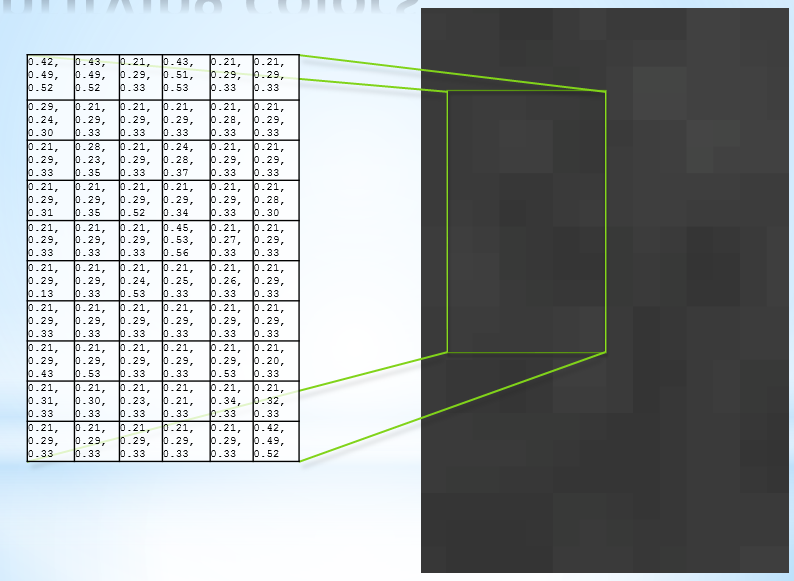 0.42, 0.43, 0.21, 0.43, 0.21, 0.21,
0.49, 0.49, 0.29, 0.51, 0.29, 0.29,
0.52 0.52 0.33 0.53 0.33 0.33
0.29, 0.21, 0.21, 0.21, 0.21, 0.21,
0.24, 0.29, 0.29, 0.29, 0.28, 0.29,
0.30 0.33 0.33 0.33 0.33 0.33
0.21, 0.28, 0.21, 0.24, 0.21, 0.21,
0.29, 0.23, 0.29, 0.28, 0.29, 0.29,
0.33 0.35 0.33 0.37 0.33 0.33
0.21, 0.21, 0.21, 0.21, 0.21, 0.21,
0.29, 0.29, 0.29, 0.29, 0.29, 0.28,
0.31 0.35 0.52 0.34 0.33 0.30
0.21, 0.21, 0.21, 0.45, 0.21, 0.21,
0.29, 0.29, 0.29, 0.53, 0.27, 0.29,
0.33 0.33 0.33 0.56 0.33 0.33
0.21, 0.21, 0.21, 0.21, 0.21, 0.21,
0.29, 0.29, 0.24, 0.25, 0.26, 0.29,
0.13 0.33 0.53 0.33 0.33 0.33
0.21, 0.21, 0.21, 0.21, 0.21, 0.21,
0.29, 0.29, 0.29, 0.29, 0.29, 0.29,
0.33 0.33 0.33 0.33 0.33 0.33
0.21, 0.21, 0.21, 0.21, 0.21, 0.21,
0.29, 0.29, 0.29, 0.29, 0.29, 0.20,
0.43 0.53 0.33 0.33 0.53 0.33
0.21, 0.21, 0.21, 0.21, 0.21, 0.21,
0.31, 0.30, 0.23, 0.21, 0.34, 0.32,
0.33 0.33 0.33 0.33 0.33 0.33
0.21, 0.21, 0.21, 0.21, 0.21, 0.42,
0.29, 0.29, 0.29, 0.29, 0.29, 0.49,
0.33 0.33 0.33 0.33 0.33 0.52